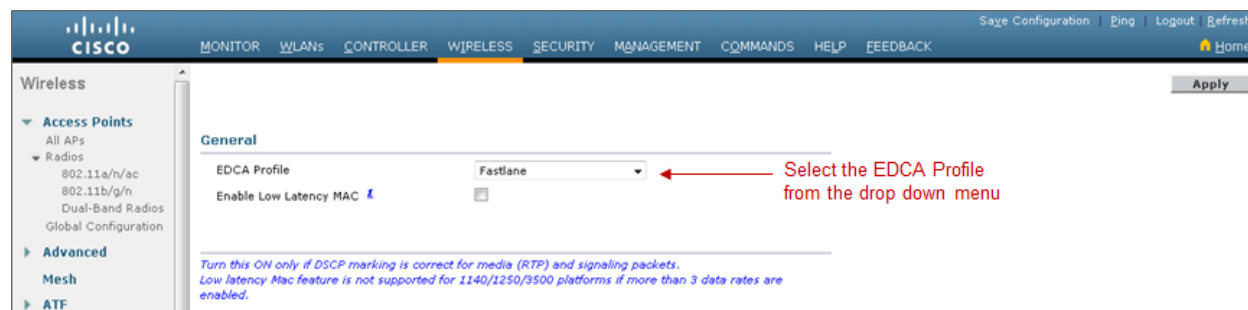 Save Configuration | Ping | Logout | Refresh
CISCO
MONITOR WLANs CONTROLLER WIRELESS SECURITY MANAGEMENT COMMANDS HELP FEEDBACK
Home
Wireless
Apply
Access Points
All APs
Radios
802.11a/n/ac
802.11b/g/n
Dual-Band Radios
Global Configuration
Advanced
Mesh
ATF
General
EDCA Profile Fastlane
Enable Low Latency MAC 1
Select the EDCA Profile
from the drop down menu
Turn this ON only if DSCP marking is correct for media (RTP) and signaling packets.
Low latency Mac feature is not supported for 1140/1250/3500 platforms if more than 3 data rates are
enabled.